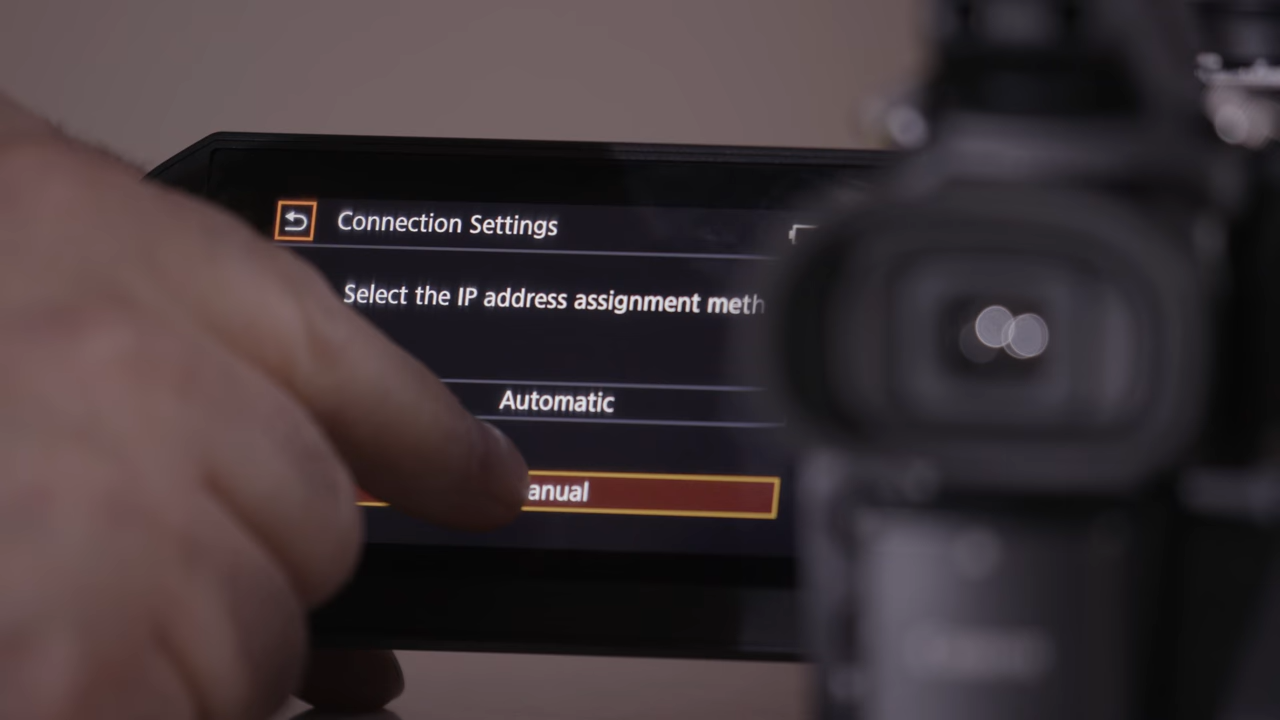 Connection Settings
Select the IP address assignment meth
Automatic
anual